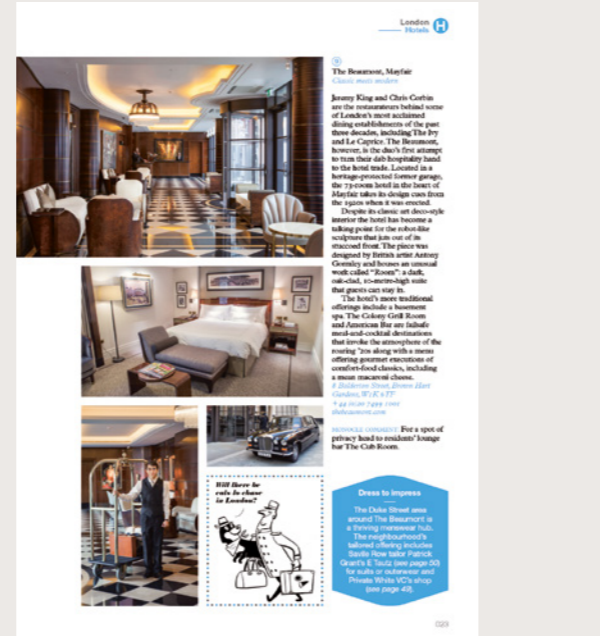 London
Hotels H
The Beaumont, Mayfair
Classic meets modern
Jeremy King and Chris Corbin
are the restaurateurs behind some
of London's most acclaimed
dining establishments of the past
three decades, including The Ivy
and Le Caprice. The Beaumont,
however, is the duo's first attempt
to turn their dab hospitality hand
to the hotel trade. Located in a
heritage-protected former garage,
the 73-room hotel in the heart of
Mayfair takes its design cues from
the 1920s when it was erected.
Despite its classic art deco-style
interior the hotel has become a
talking point for the robot-like
sculpture that juts out of its
stuccoed front. The piece was
designed by British artist Antony
Gormley and houses an unusual
work called "Room": a dark,
oak-clad, 10-metre-high suite
that guests can stay in.
The hotel's more traditional
offerings include a basement
spa. The Colony Grill Room
and American Bar are failsafe
meal-and-cocktail destinations
that invoke the atmosphere of the
roaring '20s along with a menu
offering gourmet executions of
comfort-food classics, including
a mean macaroni cheese.
8 Balderton Street, Brown Hart
Gardens, W1K 6TF
+44 (0)20 7499 1001
thebeaumont.com
MONOCLE COMMENT: For a spot of
privacy head to residents' lounge
bar The Cub Room.
Will there be
cats to chase
in London?
Dress to impress
The Duke Street area
around The Beaumont is
a thriving menswear hub.
The neighbourhood's
tailored offering includes
Savile Row tailor Patrick
Grant's E Tautz (see page 50)
for suits or outerwear and
Private White VC's shop
(see page 49).